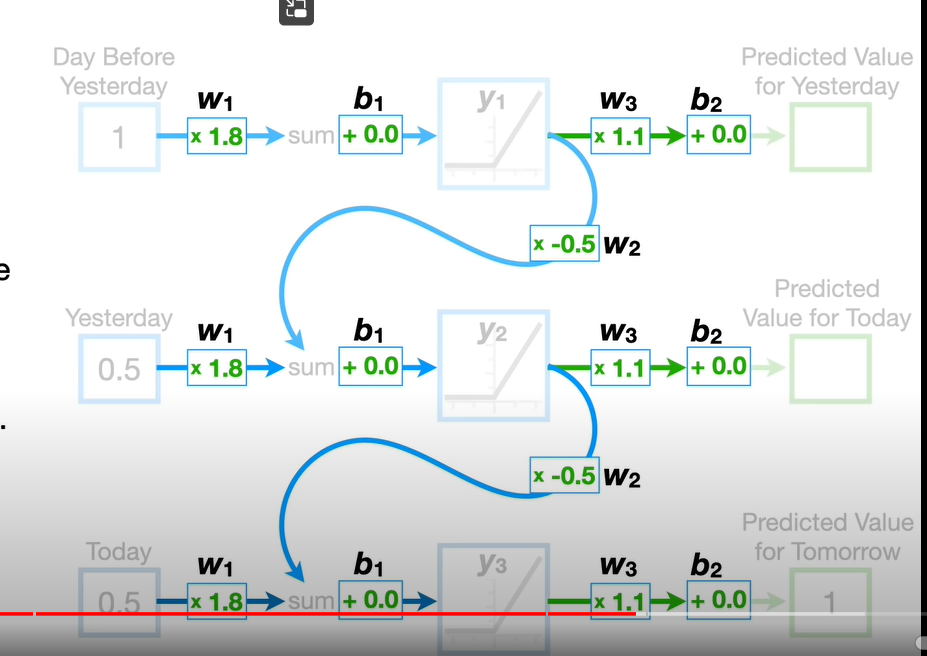 Day Before
Yesterday
Predicted Value
for Yesterday
w1 b1 y1 w3 b2
1 x 1.8 sum + 0.0 x 1.1 + 0.0
x -0.5 w2
e
Yesterday
Predicted
Value for Today
w1 b1 y2 w3 b2
0.5 x 1.8 sum + 0.0 x 1.1 + 0.0
.
x -0.5 w2
Today
Predicted Value
for Tomorrow
w1 b1 y3 w3 b2
0.5 x 1.8 sum + 0.0 x 1.1 + 0.0 1